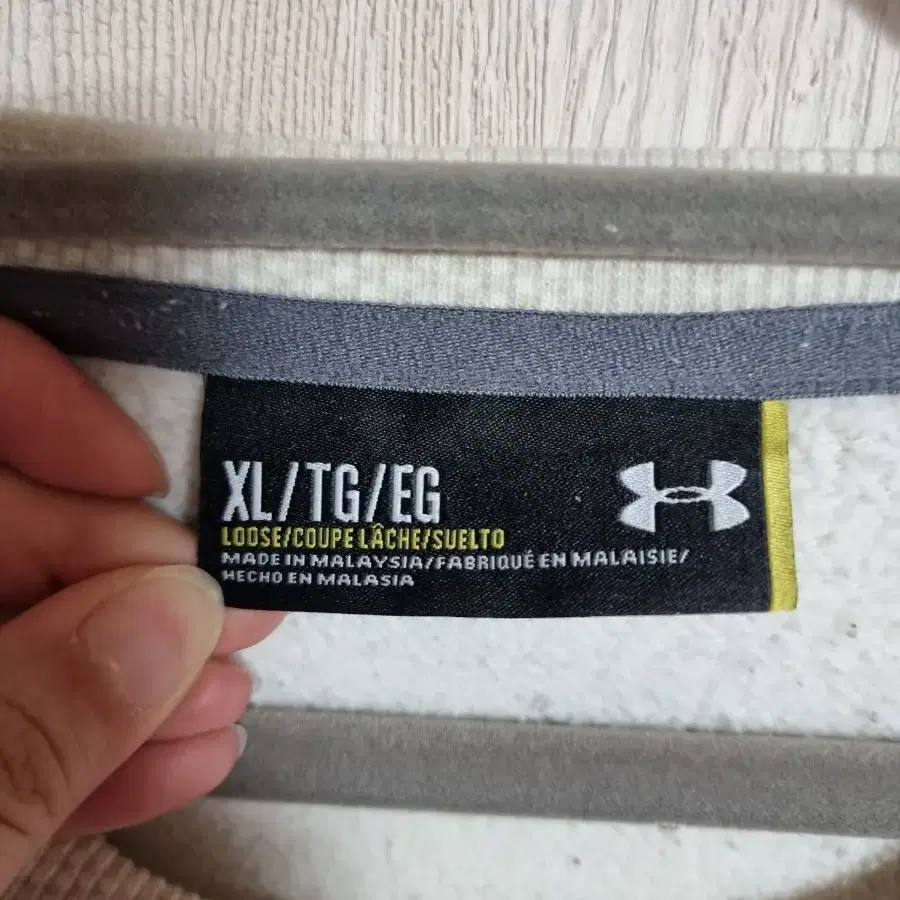 XL/TG/EG
LOOSE/COUPE LÂCHE/SUELTO
MADE IN MALAYSIA/FABRIQUÉ EN MALAISIE/
HECHO EN MALASIA